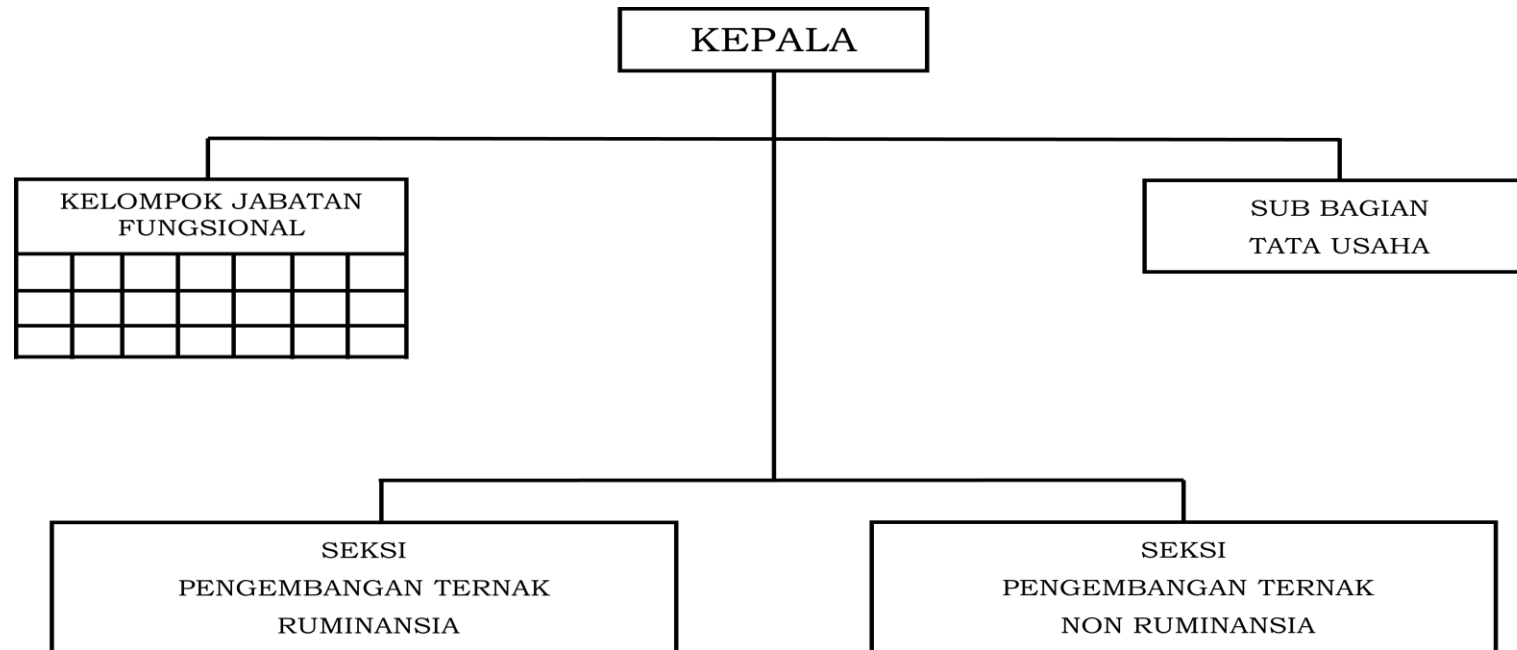 KEPALA
KELOMPOK JABATAN
FUNGSIONAL
SUB BAGIAN
TATA USAHA
SEKSI
PENGEMBANGAN TERNAK
RUMINANSIA
SEKSI
PENGEMBANGAN TERNAK
NON RUMINANSIA